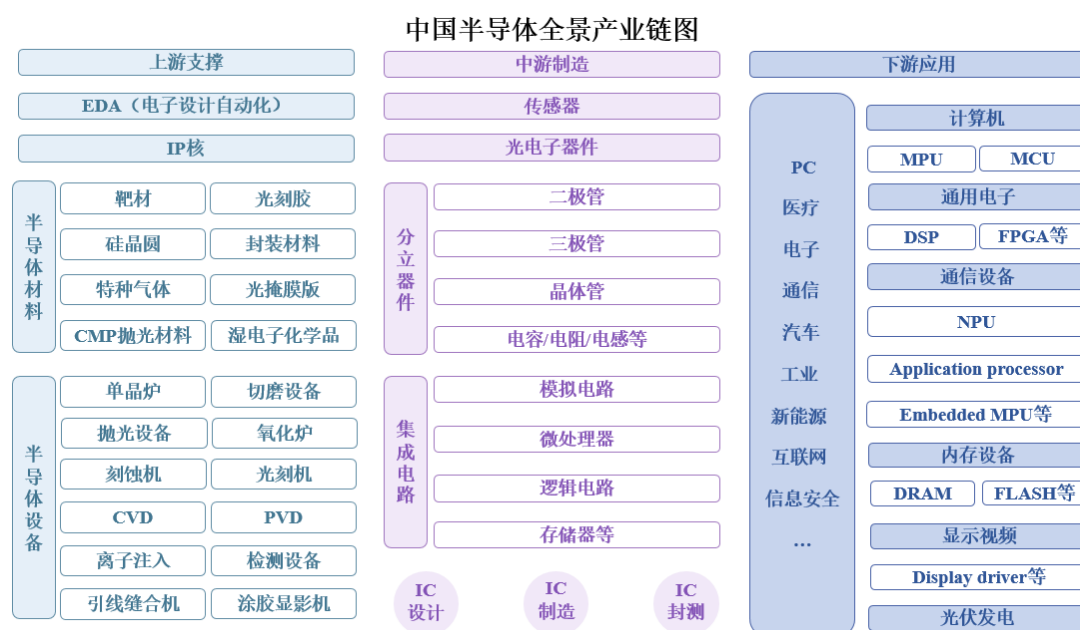 中国半导体全景产业链图
上游支撑
EDA（电子设计自动化）
IP核
半导体材料
靶材
光刻胶
硅晶圆
封装材料
特种气体
光掩膜版
CMP抛光材料
湿电子化学品
半导体设备
单晶炉
切磨设备
抛光设备
氧化炉
刻蚀机
光刻机
CVD
PVD
离子注入
检测设备
引线缝合机
涂胶显影机
中游制造
传感器
光电子器件
分立器件
二极管
三极管
晶体管
电容/电阻/电感等
集成电路
模拟电路
微处理器
逻辑电路
存储器等
IC
设计
IC
制造
IC
封测
下游应用
PC
医疗
电子
通信
汽车
工业
新能源
互联网
信息安全
...
计算机
MPU
MCU
通用电子
DSP
FPGA等
通信设备
NPU
Application processor
Embedded MPU等
内存设备
DRAM
FLASH等
显示视频
Display driver等
光伏发电